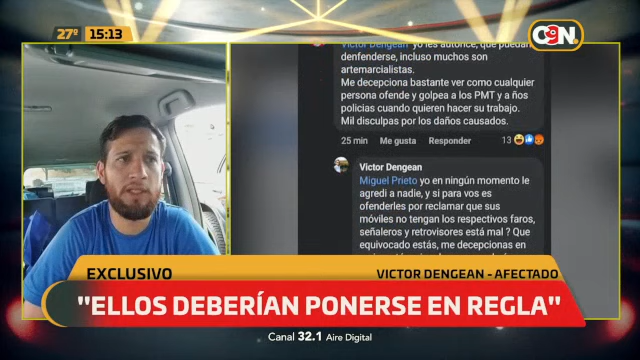 27º
15:13
C9N
Victor Dengean yo les autoricé, que puedan
denfenderse, incluso muchos son
artemarcialistas.
Me decepciona bastante ver como cualquier
persona ofende y golpea a los PMT y a ños
policias cuando quieren hacer su trabajo.
Mil disculpas por los daños causados.
25 min Me gusta Responder 13
Victor Dengean
Miguel Prieto yo en ningún momento le
agredi a nadie, y si para vos es
ofenderles por reclamar que sus
móviles no tengan los respectivos faros,
señaleros y retrovisores está mal ? Que
equivocado estás, me decepcionas en
EXCLUSIVO
VICTOR DENGEAN - AFECTADO
"ELLOS DEBERÍAN PONERSE EN REGLA"
Canal 32.1 Aire Digital